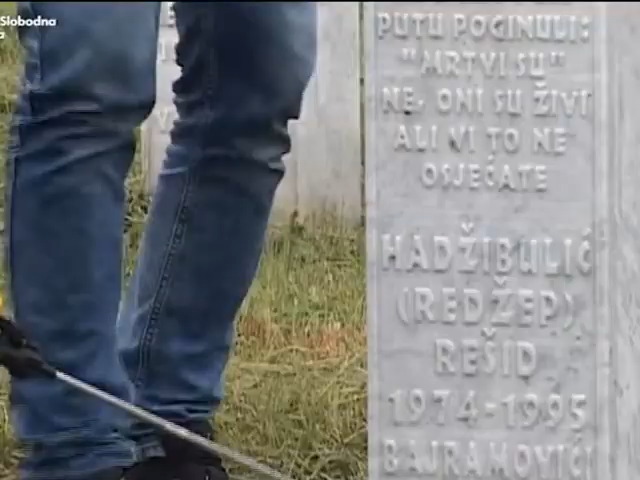 Slobodna
a
PUTU POGINULI:
"MRTVI SU"
NE, ONI SU ŽIVI
ALI VI TO NE
OSJEĆATE
HADŽIBULIĆ
(REDŽEP)
REŠID
1974-1995
BAJRAMOVIĆI